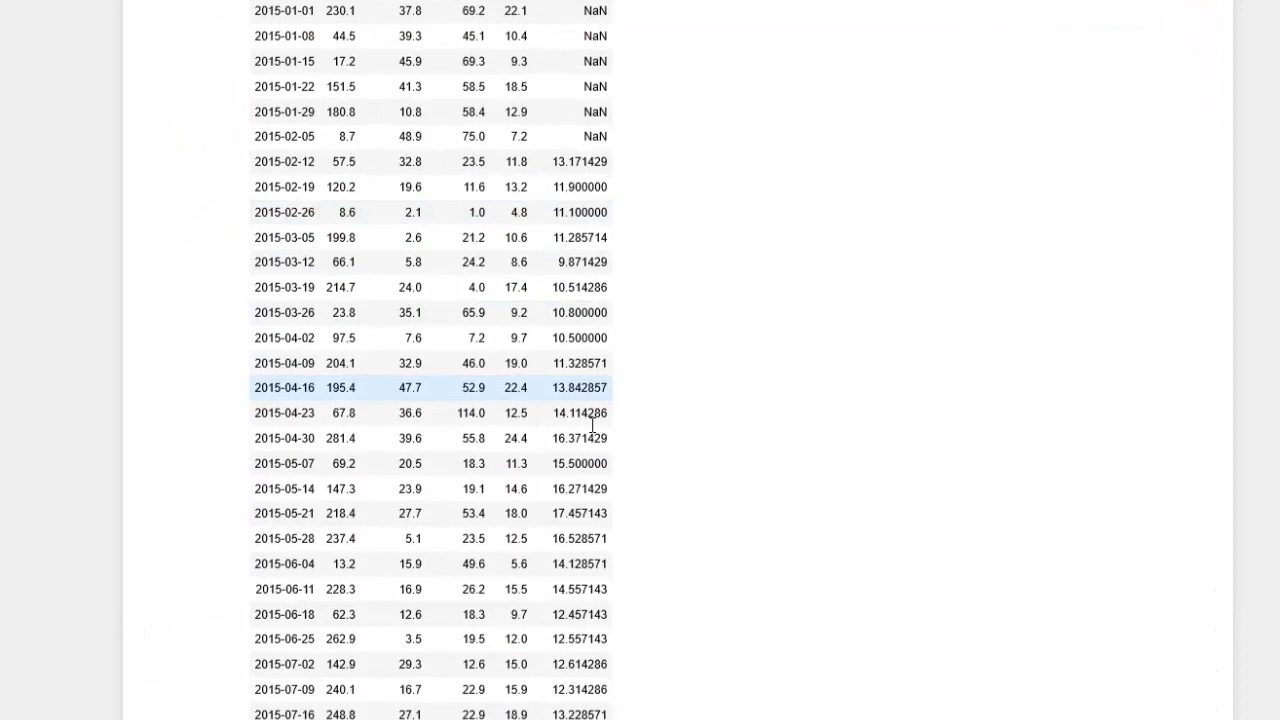 2015-01-01 230.1 37.8 69.2 22.1 NaN
2015-01-08 44.5 39.3 45.1 10.4 NaN
2015-01-15 17.2 45.9 69.3 9.3 NaN
2015-01-22 151.5 41.3 58.5 18.5 NaN
2015-01-29 180.8 10.8 58.4 12.9 NaN
2015-02-05 8.7 48.9 75.0 7.2 NaN
2015-02-12 57.5 32.8 23.5 11.8 13.171429
2015-02-19 120.2 19.6 11.6 13.2 11.900000
2015-02-26 8.6 2.1 1.0 4.8 11.100000
2015-03-05 199.8 2.6 21.2 10.6 11.285714
2015-03-12 66.1 5.8 24.2 8.6 9.871429
2015-03-19 214.7 24.0 4.0 17.4 10.514286
2015-03-26 23.8 35.1 65.9 9.2 10.800000
2015-04-02 97.5 7.6 7.2 9.7 10.500000
2015-04-09 204.1 32.9 46.0 19.0 11.328571
2015-04-16 195.4 47.7 52.9 22.4 13.842857
2015-04-23 67.8 36.6 114.0 12.5 14.114286
2015-04-30 281.4 39.6 55.8 24.4 16.371429
2015-05-07 69.2 20.5 18.3 11.3 15.500000
2015-05-14 147.3 23.9 19.1 14.6 16.271429
2015-05-21 218.4 27.7 53.4 18.0 17.457143
2015-05-28 237.4 5.1 23.5 12.5 16.528571
2015-06-04 13.2 15.9 49.6 5.6 14.128571
2015-06-11 228.3 16.9 26.2 15.5 14.557143
2015-06-18 62.3 12.6 18.3 9.7 12.457143
2015-06-25 262.9 3.5 19.5 12.0 12.557143
2015-07-02 142.9 29.3 12.6 15.0 12.614286
2015-07-09 240.1 16.7 22.9 15.9 12.314286
2015-07-16 248.8 27.1 22.9 18.9 13.228571